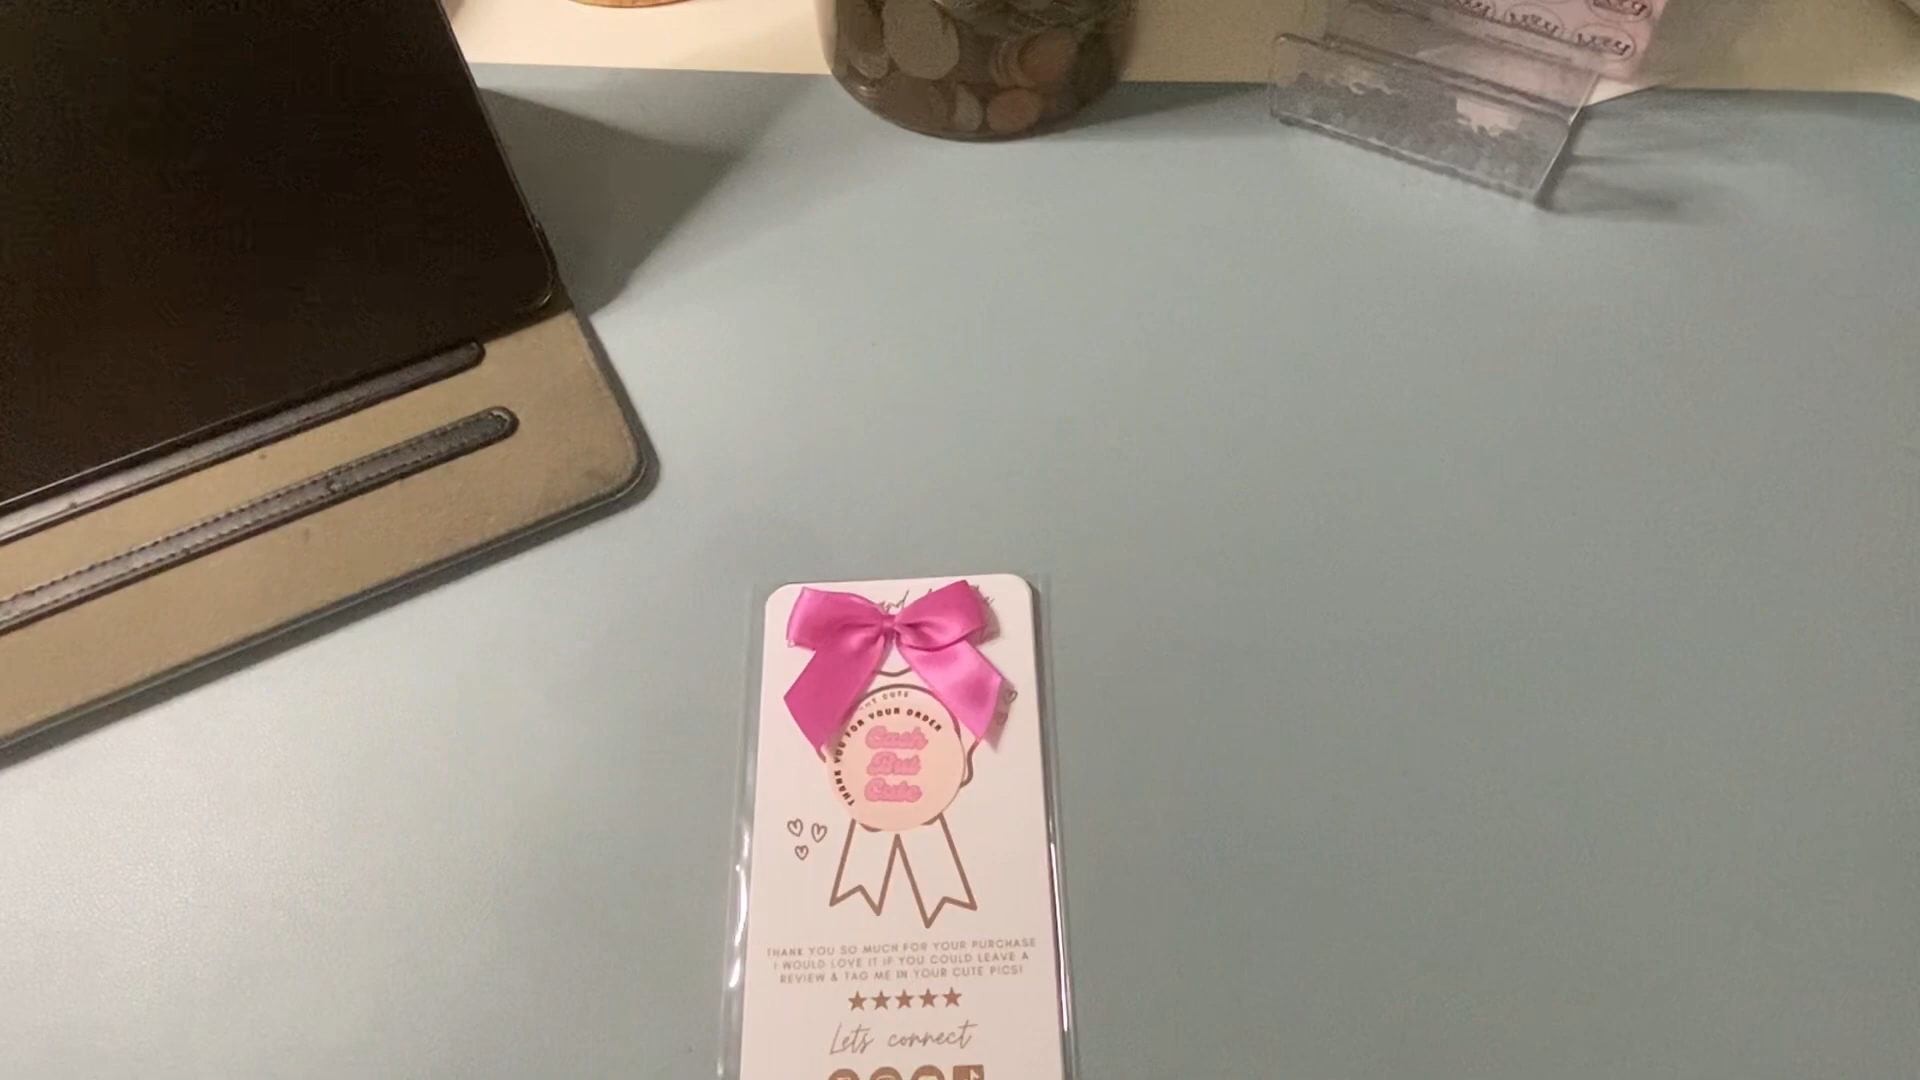 THANK YOU FOR YOUR ORDER
Cash
But
Cute
THANK YOU SO MUCH FOR YOUR PURCHASE
I WOULD LOVE IT IF YOU COULD LEAVE A
REVIEW & TAG ME IN YOUR CUTE PICS!
Lets connect